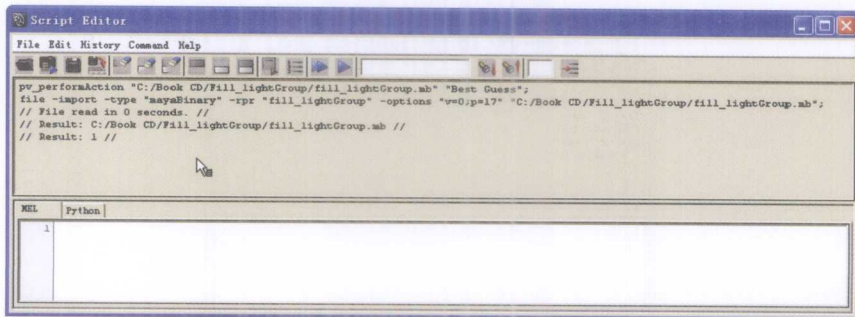 Script Editor
File Edit History Command Help
pv_performAction "C:/Book CD/Fill_lightGroup/fill_lightGroup.mb" "Best Guess";
file -import -type "mayaBinary" -rpr "fill_lightGroup" -options "v=0;p=17" "C:/Book CD/Fill_lightGroup/fill_lightGroup.mb";
// File read in 0 seconds. //
// Result: C:/Book CD/Fill_lightGroup/fill_lightGroup.mb //
// Result: 1 //
MEL Python
1